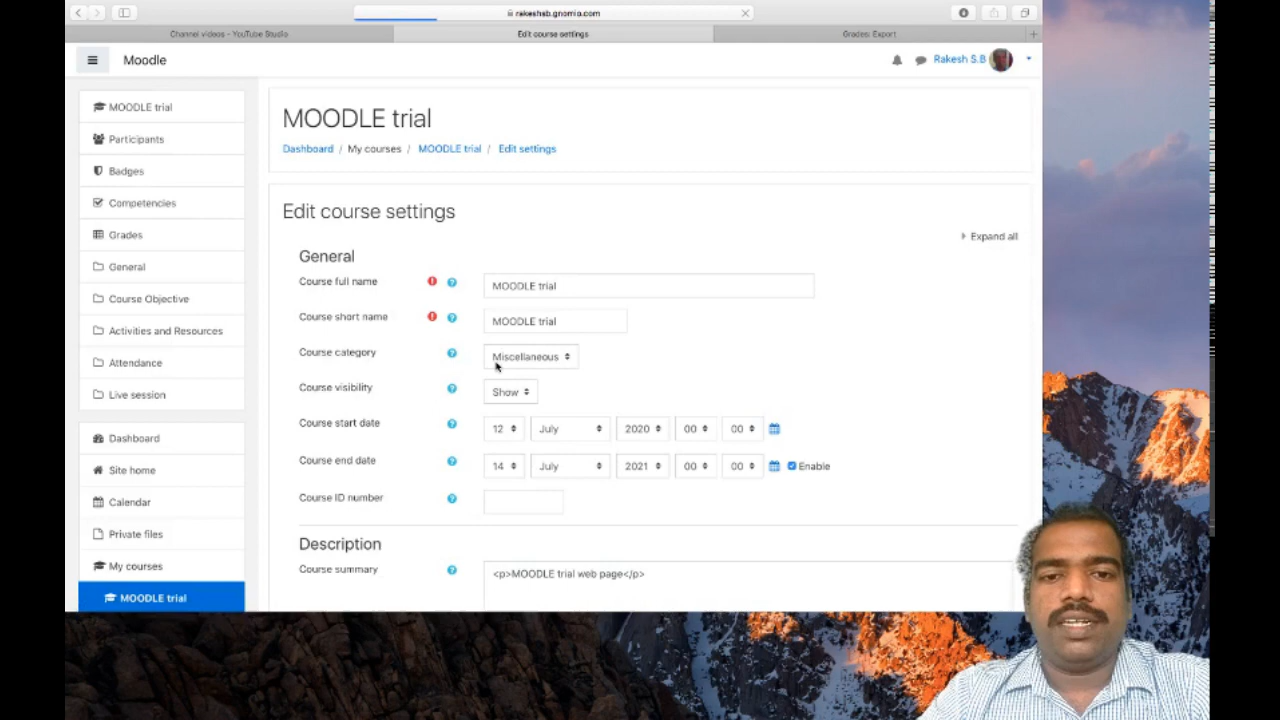 rakeshsb.gnomio.com
Channel videos - YouTube Studio
Edit course settings
Grades: Export
Moodle
Rakesh S.B
MOODLE trial
Participants
Badges
Competencies
Grades
General
Course Objective
Activities and Resources
Attendance
Live session
Dashboard
Site home
Calendar
Private files
My courses
MOODLE trial
MOODLE trial
Dashboard / My courses / MOODLE trial / Edit settings
Edit course settings
Expand all
General
Course full name MOODLE trial
Course short name MOODLE trial
Course category Miscellaneous
Course visibility Show
Course start date 12 July 2020 00 00
Course end date 14 July 2021 00 00 Enable
Course ID number
Description
Course summary <p>MOODLE trial web page</p>